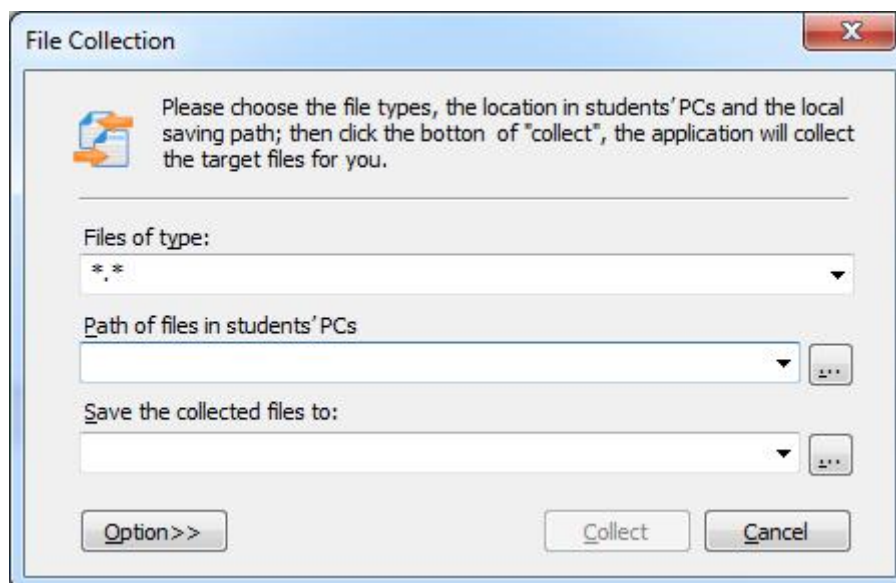 File Collection
Please choose the file types, the location in students' PCs and the local
saving path; then click the botton of "collect", the application will collect
the target files for you.
Files of type:
*.*
Path of files in students' PCs
...
Save the collected files to:
...
Option>>
Collect
Cancel